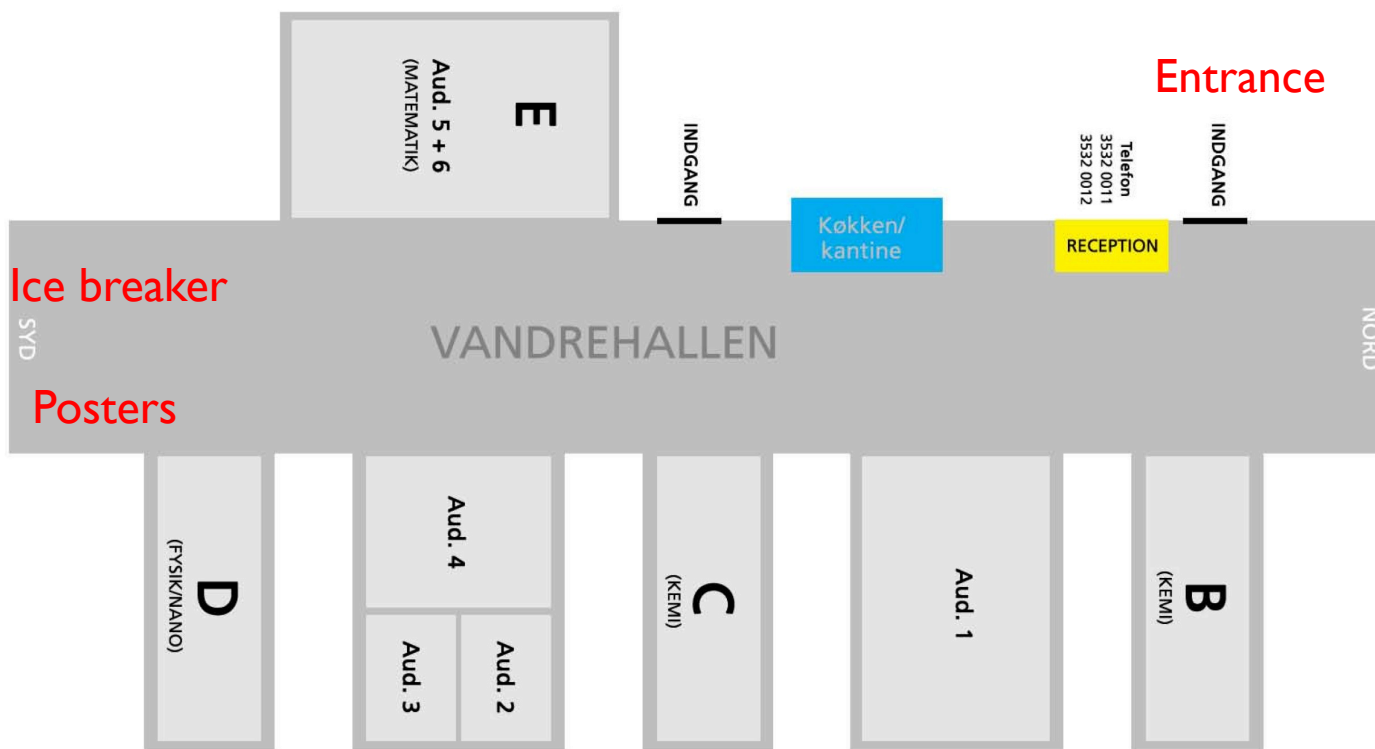 E
Aud. 5 + 6
(MATEMATIK)
Entrance
INDGANG
Telefon
3532 0011
3532 0012
INDGANG
Køkken/
kantine
RECEPTION
Ice breaker
SYD
VANDREHALLEN
NORD
Posters
D
(FYSIK/NANO)
Aud. 4
Aud. 3
Aud. 2
C
(KEMI)
Aud. 1
B
(KEMI)